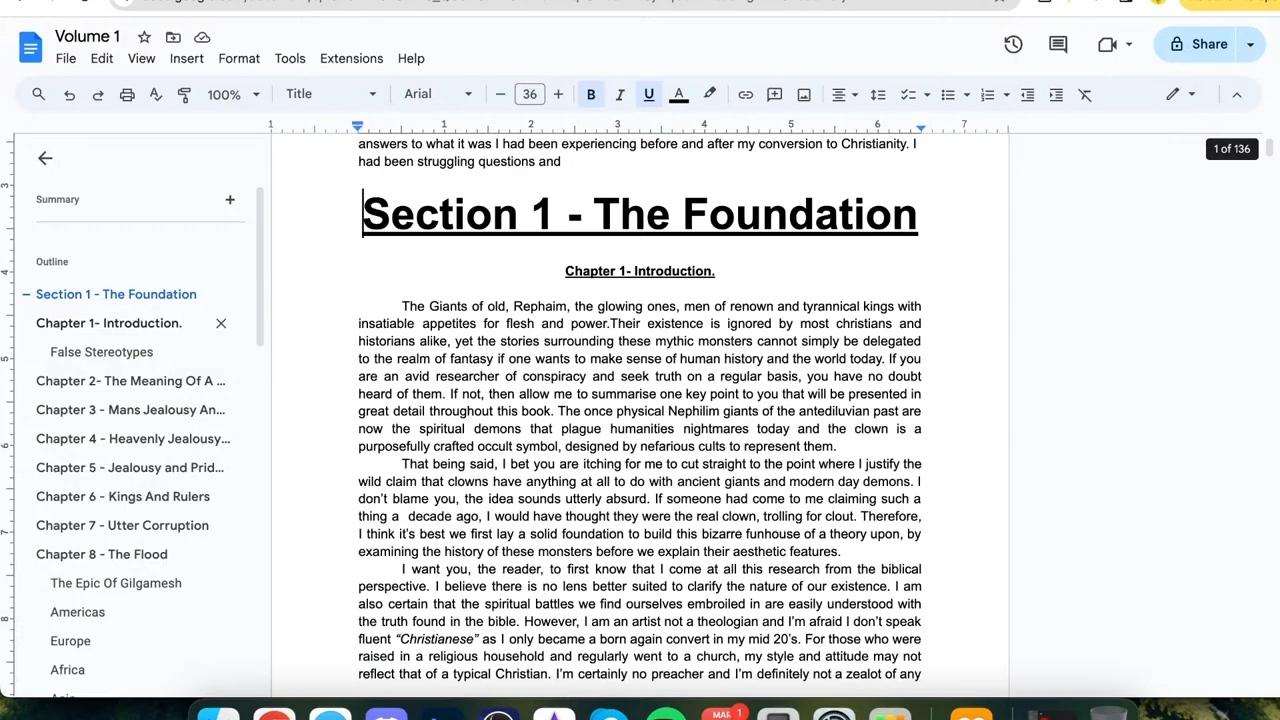 Volume 1
Share
File Edit View Insert Format Tools Extensions Help
100% Title Arial 36 B I U A
1 1 2 3 4 5 6 7
1 of 136
Summary
Outline
Section 1 - The Foundation
Chapter 1- Introduction.
False Stereotypes
Chapter 2- The Meaning Of A ...
Chapter 3 - Mans Jealousy An...
Chapter 4 - Heavenly Jealousy...
Chapter 5 - Jealousy and Prid...
Chapter 6 - Kings And Rulers
Chapter 7 - Utter Corruption
Chapter 8 - The Flood
The Epic Of Gilgamesh
Americas
Europe
Africa
3
4
5
6
7
8
answers to what it was I had been experiencing before and after my conversion to Christianity. I
had been struggling questions and
Section 1 - The Foundation
Chapter 1- Introduction.
The Giants of old, Rephaim, the glowing ones, men of renown and tyrannical kings with
insatiable appetites for flesh and power.Their existence is ignored by most christians and
historians alike, yet the stories surrounding these mythic monsters cannot simply be delegated
to the realm of fantasy if one wants to make sense of human history and the world today. If you
are an avid researcher of conspiracy and seek truth on a regular basis, you have no doubt
heard of them. If not, then allow me to summarise one key point to you that will be presented in
great detail throughout this book. The once physical Nephilim giants of the antediluvian past are
now the spiritual demons that plague humanities nightmares today and the clown is a
purposefully crafted occult symbol, designed by nefarious cults to represent them.
That being said, I bet you are itching for me to cut straight to the point where I justify the
wild claim that clowns have anything at all to do with ancient giants and modern day demons. I
don't blame you, the idea sounds utterly absurd. If someone had come to me claiming such a
thing a decade ago, I would have thought they were the real clown, trolling for clout. Therefore,
I think it's best we first lay a solid foundation to build this bizarre funhouse of a theory upon, by
examining the history of these monsters before we explain their aesthetic features.
I want you, the reader, to first know that I come at all this research from the biblical
perspective. I believe there is no lens better suited to clarify the nature of our existence. I am
also certain that the spiritual battles we find ourselves embroiled in are easily understood with
the truth found in the bible. However, I am an artist not a theologian and I'm afraid I don't speak
fluent "Christianese" as I only became a born again convert in my mid 20's. For those who were
raised in a religious household and regularly went to a church, my style and attitude may not
reflect that of a typical Christian. I'm certainly no preacher and I'm definitely not a zealot of any
MAR 1